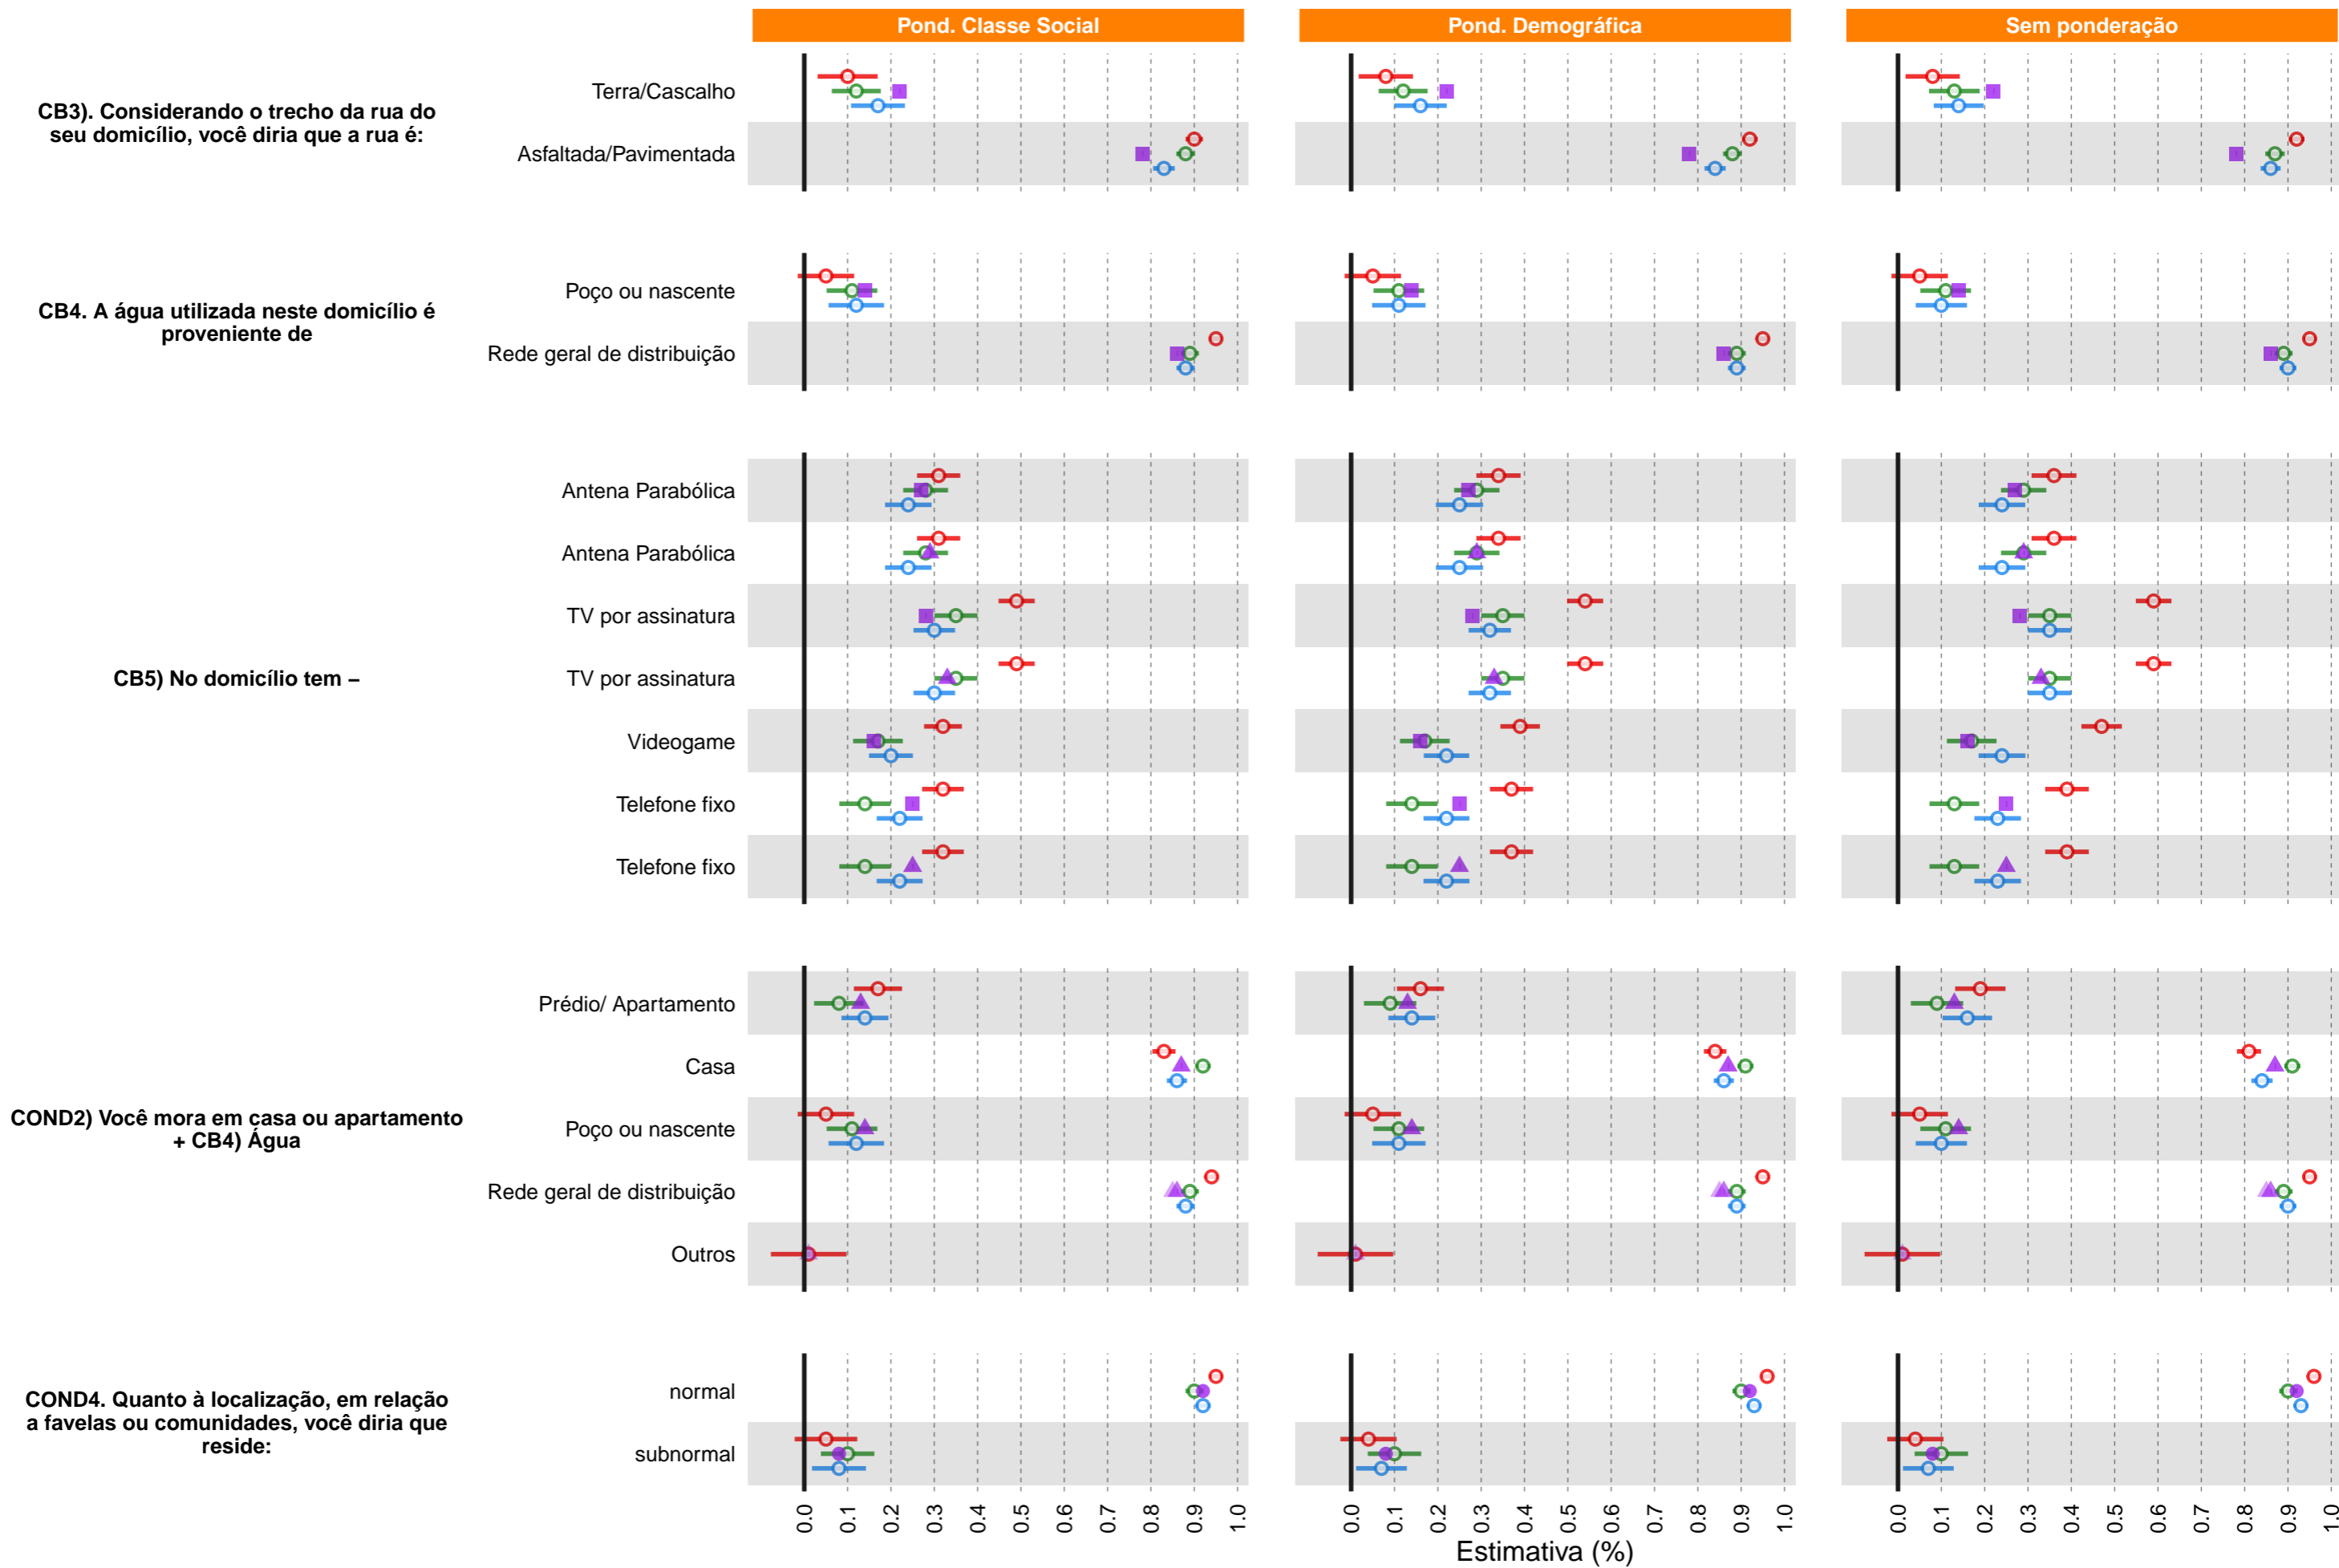 Pond. Classe Social
Pond. Demográfica
Sem ponderação
CB3). Considerando o trecho da rua do
seu domicílio, você diria que a rua é:
Terra/Cascalho
Asfaltada/Pavimentada
CB4. A água utilizada neste domicílio é
proveniente de
Poço ou nascente
Rede geral de distribuição
CB5) No domicílio tem –
Antena Parabólica
Antena Parabólica
TV por assinatura
TV por assinatura
Videogame
Telefone fixo
Telefone fixo
COND2) Você mora em casa ou apartamento
+ CB4) Água
Prédio/ Apartamento
Casa
Poço ou nascente
Rede geral de distribuição
Outros
COND4. Quanto à localização, em relação
a favelas ou comunidades, você diria que
reside:
normal
subnormal
0.0 0.1 0.2 0.3 0.4 0.5 0.6 0.7 0.8 0.9 1.0
0.0 0.1 0.2 0.3 0.4 0.5 0.6 0.7 0.8 0.9 1.0
0.0 0.1 0.2 0.3 0.4 0.5 0.6 0.7 0.8 0.9 1.0
Estimativa (%)